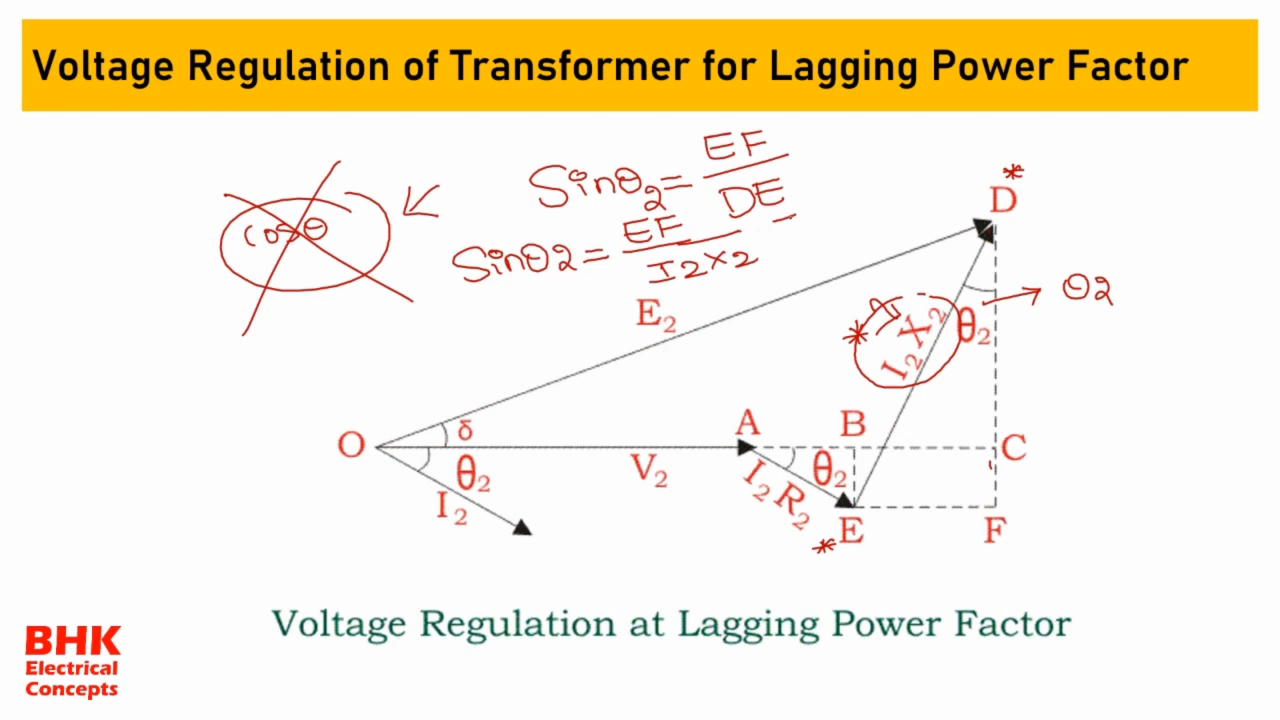 Voltage Regulation of Transformer for Lagging Power Factor
cosθ
Sinθ2 = EF / DE
Sinθ2 = EF / I2X2
D
*
θ2
E2
*
I2X2
θ2
O
δ
A
B
C
θ2
V2
θ2
I2
I2R2
*
E
F
Voltage Regulation at Lagging Power Factor
BHK
Electrical
Concepts